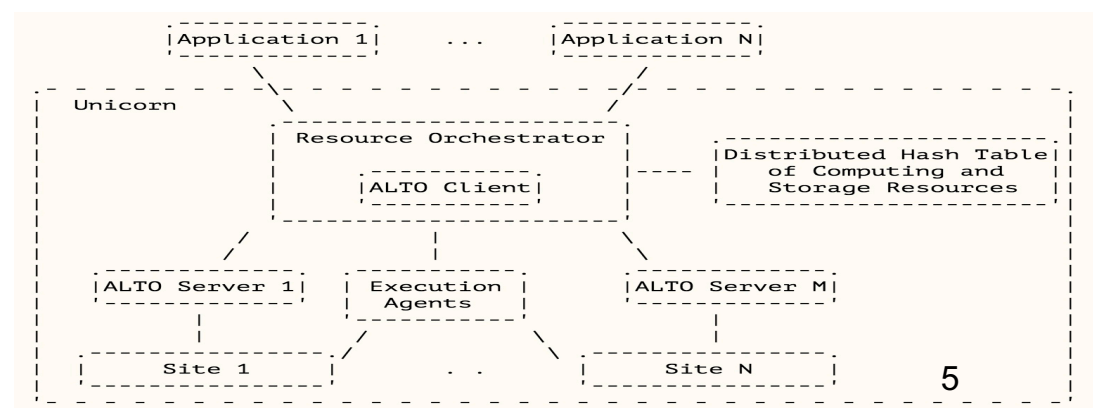 Application 1 ... Application N
Unicorn
Resource Orchestrator
Distributed Hash Table
of Computing and
Storage Resources
ALTO Client
ALTO Server 1
Execution
Agents
ALTO Server M
Site 1 . . Site N
5